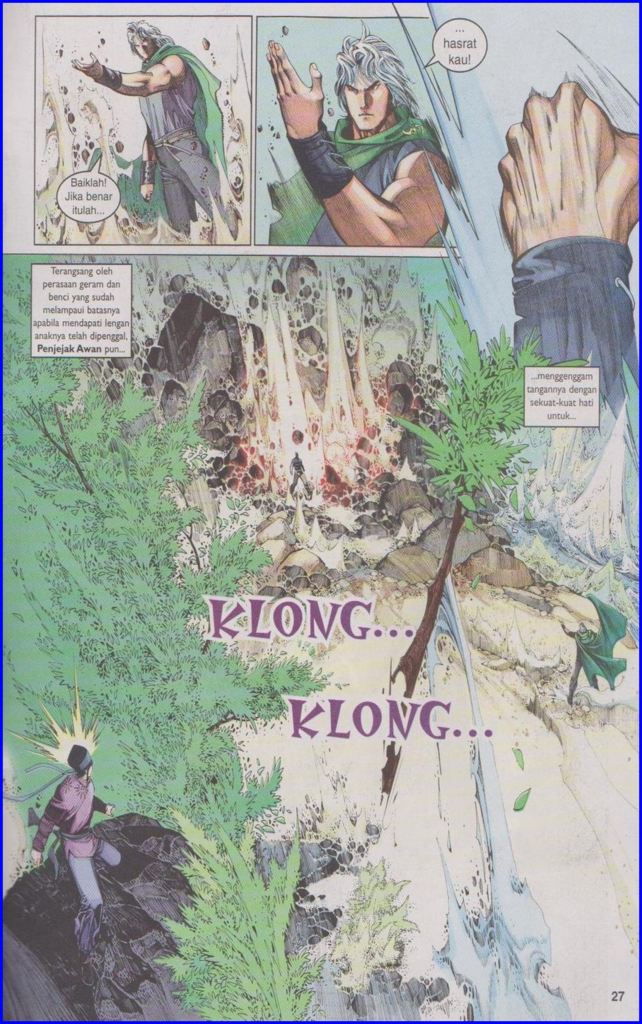 Baiklah!
Jika benar
itulah...
...
hasrat
kau!
Terangsang oleh
perasaan geram dan
benci yang sudah
melampaui batasnya
apabila mendapati lengan
anaknya telah dipenggal,
Penjejak Awan pun...
...menggenggam
tangannya dengan
sekuat-kuat hati
untuk...
KLONG...
KLONG...
27